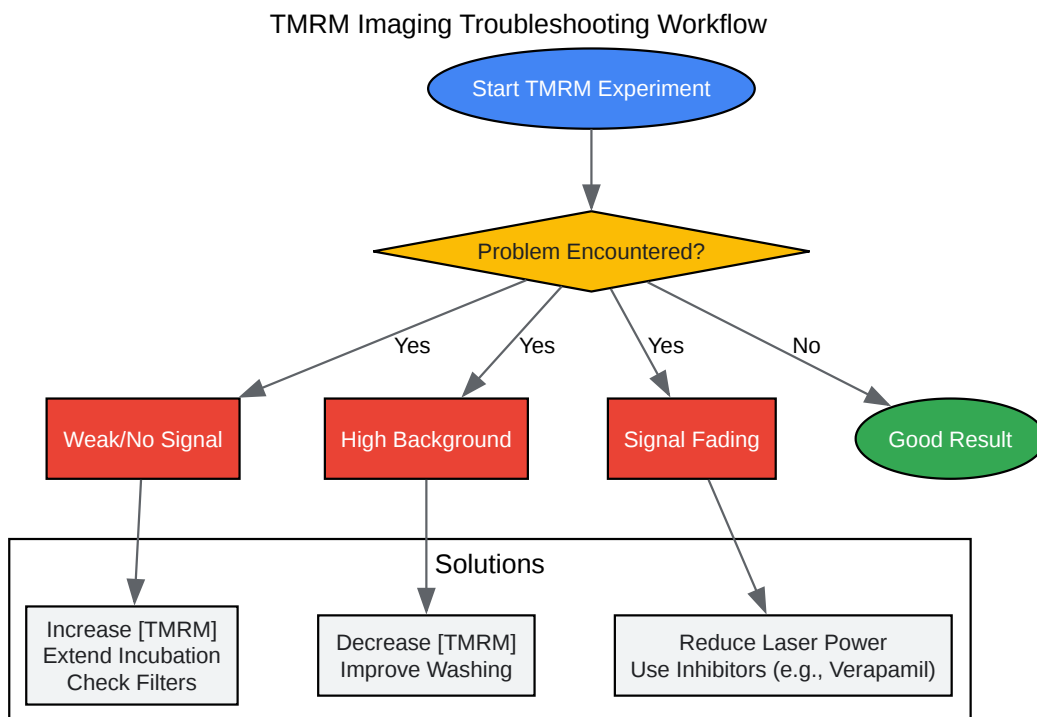 TMRM Imaging Troubleshooting Workflow
Start TMRM Experiment
Problem Encountered?
Yes
Yes
Yes
No
Weak/No Signal
High Background
Signal Fading
Good Result
Solutions
Increase [TMRM]
Extend Incubation
Check Filters
Decrease [TMRM]
Improve Washing
Reduce Laser Power
Use Inhibitors (e.g., Verapamil)